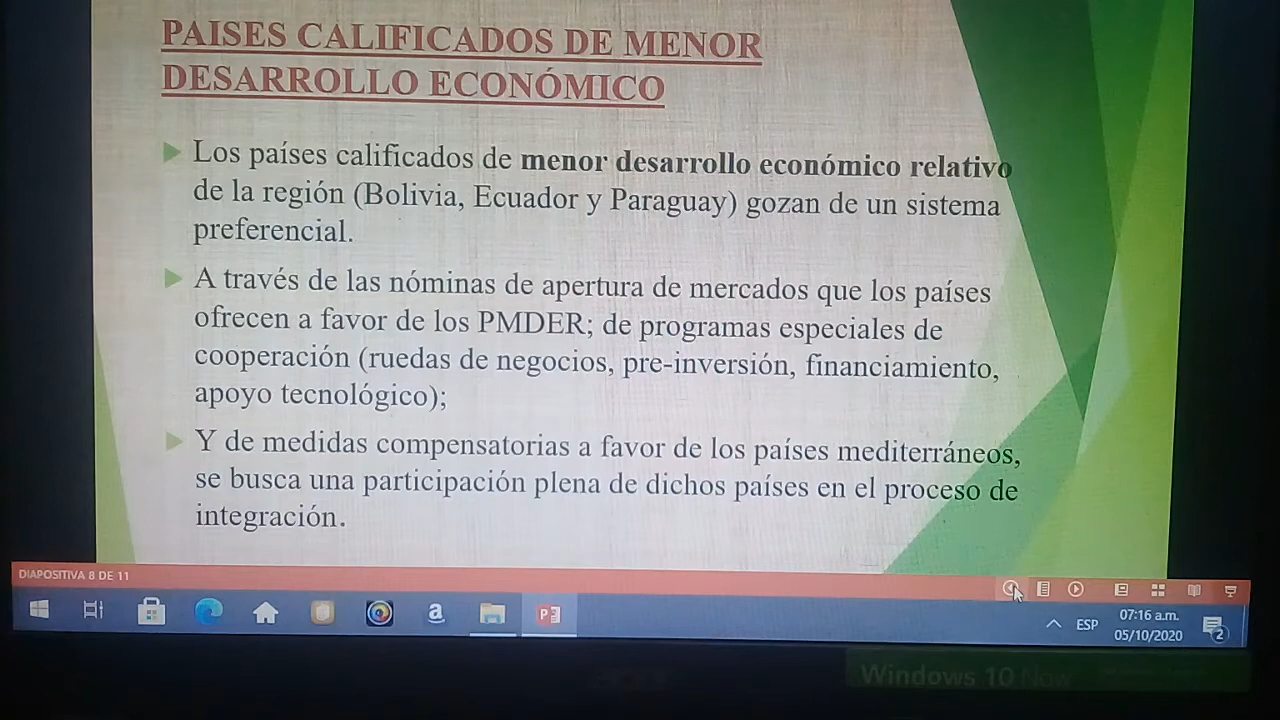 PAISES CALIFICADOS DE MENOR
DESARROLLO ECONÓMICO
Los países calificados de menor desarrollo económico relativo
de la región (Bolivia, Ecuador y Paraguay) gozan de un sistema
preferencial.
A través de las nóminas de apertura de mercados que los países
ofrecen a favor de los PMDER; de programas especiales de
cooperación (ruedas de negocios, pre-inversión, financiamiento,
apoyo tecnológico);
Y de medidas compensatorias a favor de los países mediterráneos,
se busca una participación plena de dichos países en el proceso de
integración.
DIAPOSITIVA 8 DE 11
ESP
07:16 a.m.
05/10/2020
2
Windows 10 Now